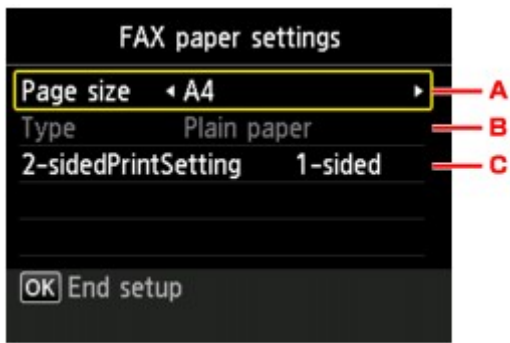 FAX paper settings
Page size A4 A
Type Plain paper B
2-sidedPrintSetting 1-sided C
OK End setup